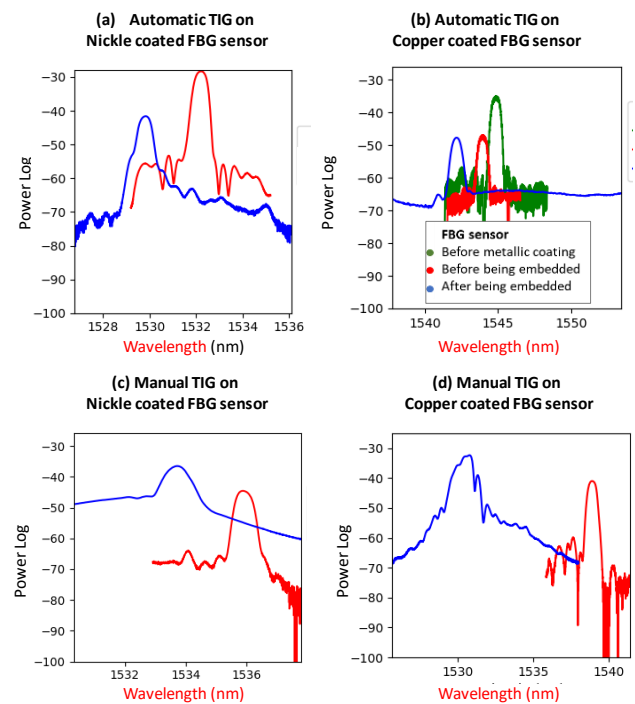 (a) Automatic TIG on
Nickle coated FBG sensor
(b) Automatic TIG on
Copper coated FBG sensor
Power Log
−30
−40
−50
−60
−70
−80
−90
−100
1528
1530
1532
1534
1536
Wavelength (nm)
Power Log
−30
−40
−50
−60
−70
−80
−90
−100
FBG sensor
Before metallic coating
Before being embedded
After being embedded
1540
1545
1550
Wavelength (nm)
(c) Manual TIG on
Nickle coated FBG sensor
(d) Manual TIG on
Copper coated FBG sensor
Power Log
−30
−40
−50
−60
−70
−80
−90
−100
1532
1534
1536
Wavelength (nm)
Power Log
−30
−40
−50
−60
−70
−80
−90
−100
1530
1535
1540
Wavelength (nm)